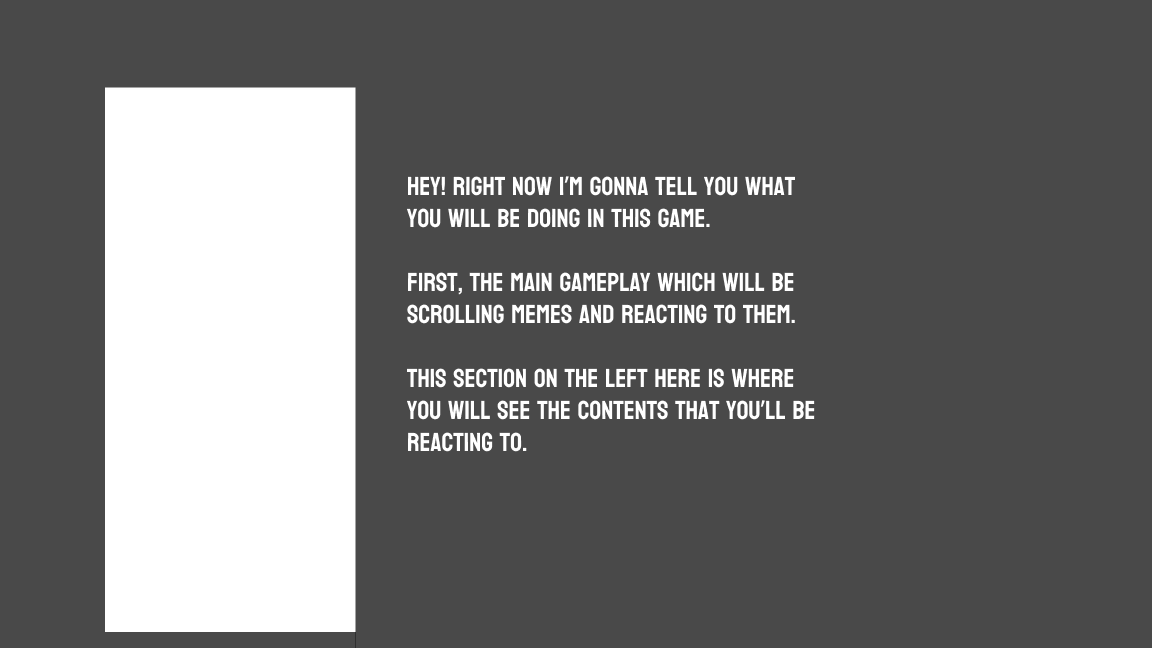 HEY! RIGHT NOW I'M GONNA TELL YOU WHAT
YOU WILL BE DOING IN THIS GAME.
FIRST, THE MAIN GAMEPLAY WHICH WILL BE
SCROLLING MEMES AND REACTING TO THEM.
THIS SECTION ON THE LEFT HERE IS WHERE
YOU WILL SEE THE CONTENTS THAT YOU'LL BE
REACTING TO.